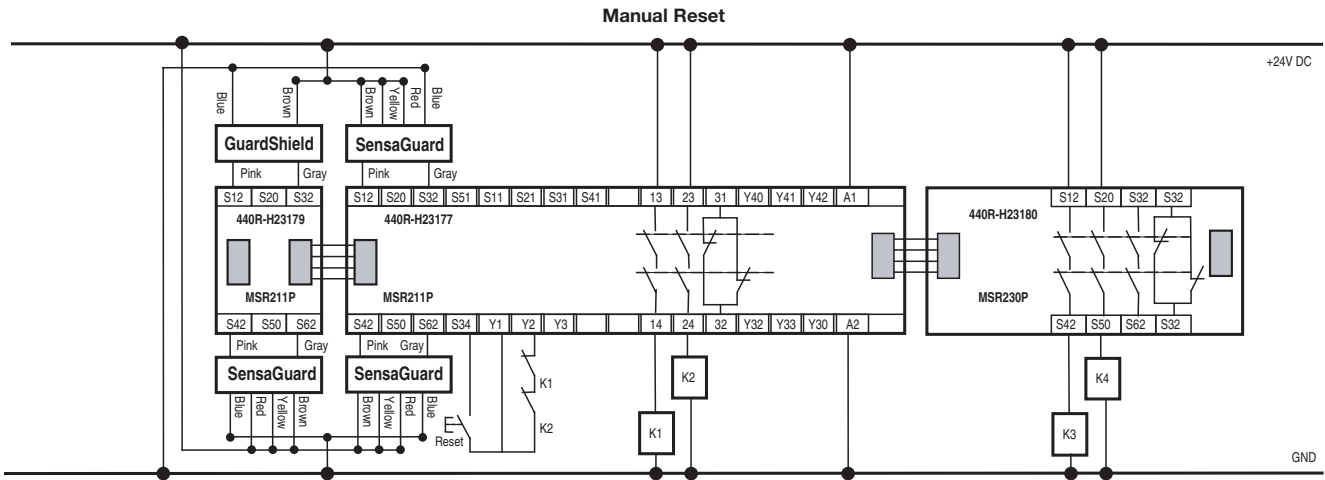 Manual Reset
+24V DC
Blue
Brown
Brown
Yellow
Red
Blue
GuardShield
SensaGuard
Pink
Gray
Pink
Gray
S12 S20 S32
S12 S20 S32 S51 S11 S21 S31 S41 13 23 31 Y40 Y41 Y42 A1
S12 S20 S32 S32
440R-H23179
440R-H23177
440R-H23180
MSR211P
MSR211P
MSR230P
S42 S50 S62
S42 S50 S62 S34 Y1 Y2 Y3 14 24 32 Y32 Y33 Y30 A2
S42 S50 S62 S32
Pink
Gray
Pink
Gray
SensaGuard
SensaGuard
Blue
Red
Yellow
Brown
Brown
Yellow
Red
Blue
Reset
K1
K2
K1
K2
K3
K4
GND